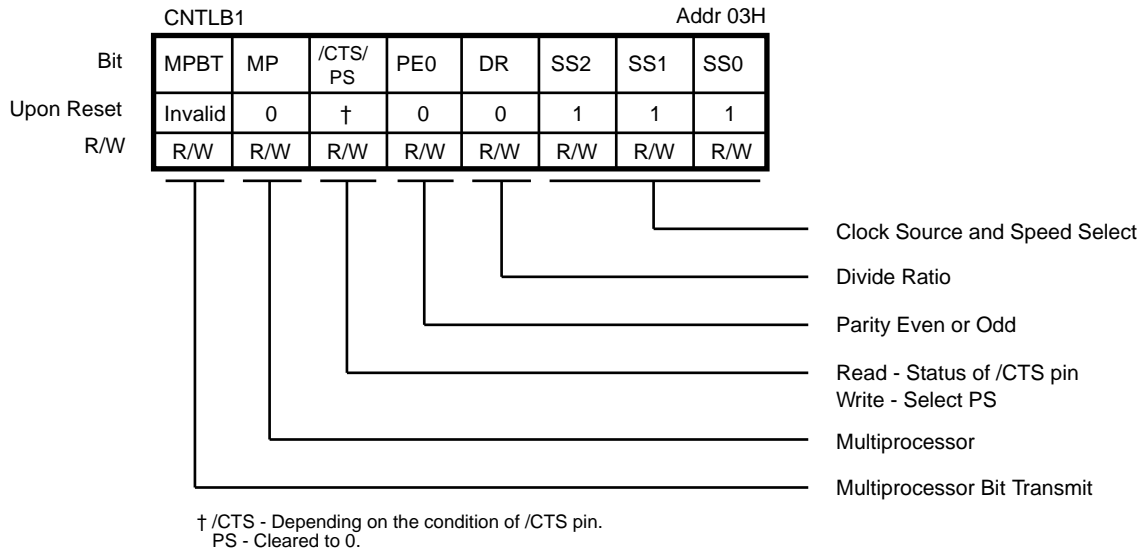 CNTLB1 Addr 03H
Bit MPBT MP /CTS/ PS PE0 DR SS2 SS1 SS0
Upon Reset Invalid 0 † 0 0 1 1 1
R/W R/W R/W R/W R/W R/W R/W R/W R/W
Clock Source and Speed Select
Divide Ratio
Parity Even or Odd
Read - Status of /CTS pin
Write - Select PS
Multiprocessor
Multiprocessor Bit Transmit
† /CTS - Depending on the condition of /CTS pin.
PS - Cleared to 0.